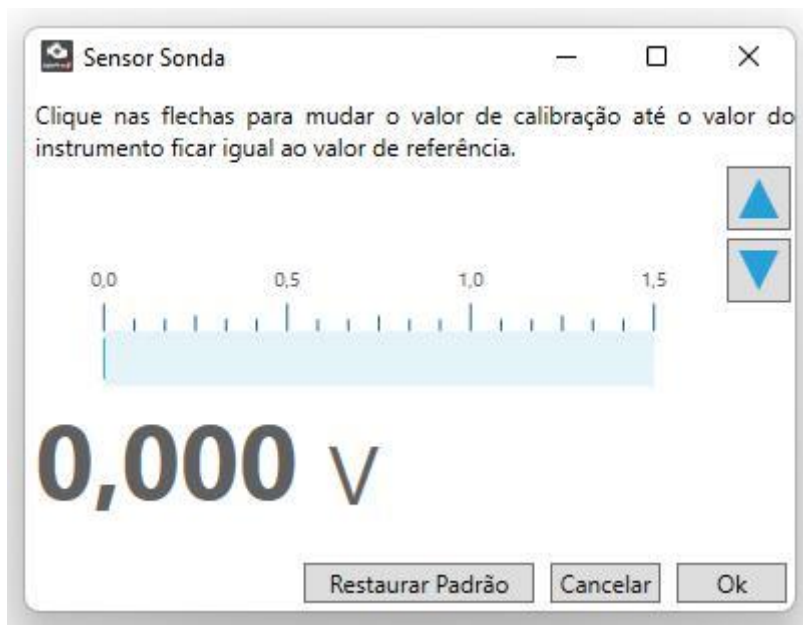 Sensor Sonda
Clique nas flechas para mudar o valor de calibração até o valor do
instrumento ficar igual ao valor de referência.
0,0 0,5 1,0 1,5
0,000 V
Restaurar Padrão Cancelar Ok